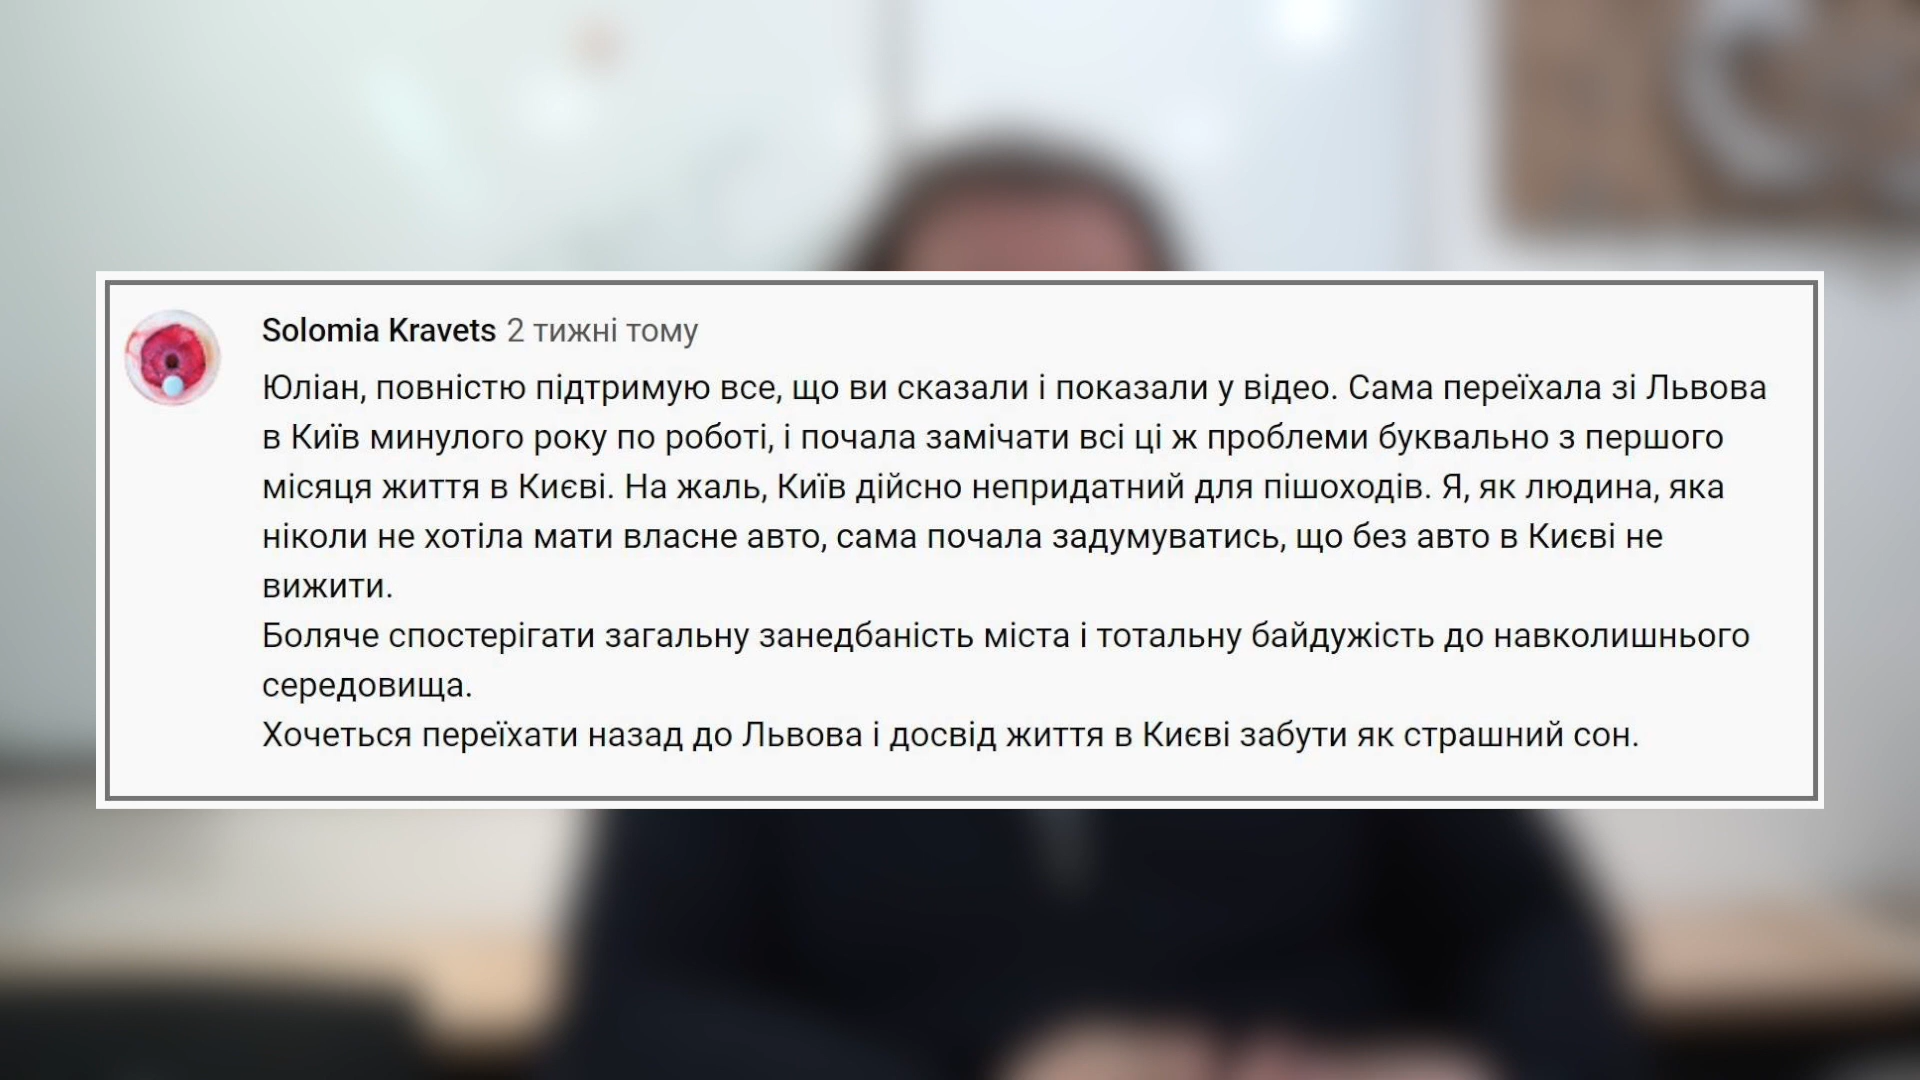 Solomia Kravets 2 тижні тому
Юліан, повністю підтримую все, що ви сказали і показали у відео. Сама переїхала зі Львова
в Київ минулого року по роботі, і почала замічати всі ці ж проблеми буквально з першого
місяця життя в Києві. На жаль, Київ дійсно непридатний для пішоходів. Я, як людина, яка
ніколи не хотіла мати власне авто, сама почала задумуватись, що без авто в Києві не
вижити.
Боляче спостерігати загальну занедбаність міста і тотальну байдужість до навколишнього
середовища.
Хочеться переїхати назад до Львова і досвід життя в Києві забути як страшний сон.